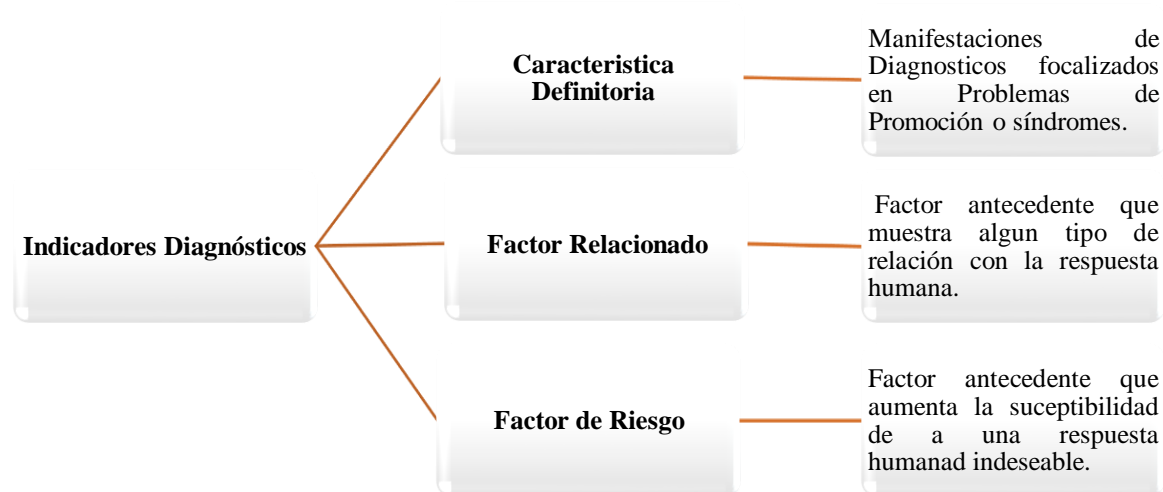 Indicadores Diagnósticos
Caracteristica
Definitoria
Manifestaciones de
Diagnosticos focalizados
en Problemas de
Promoción o síndromes.
Factor Relacionado
Factor antecedente que
muestra algun tipo de
relación con la respuesta
humana.
Factor de Riesgo
Factor antecedente que
aumenta la suceptibilidad
de a una respuesta
humanad indeseable.